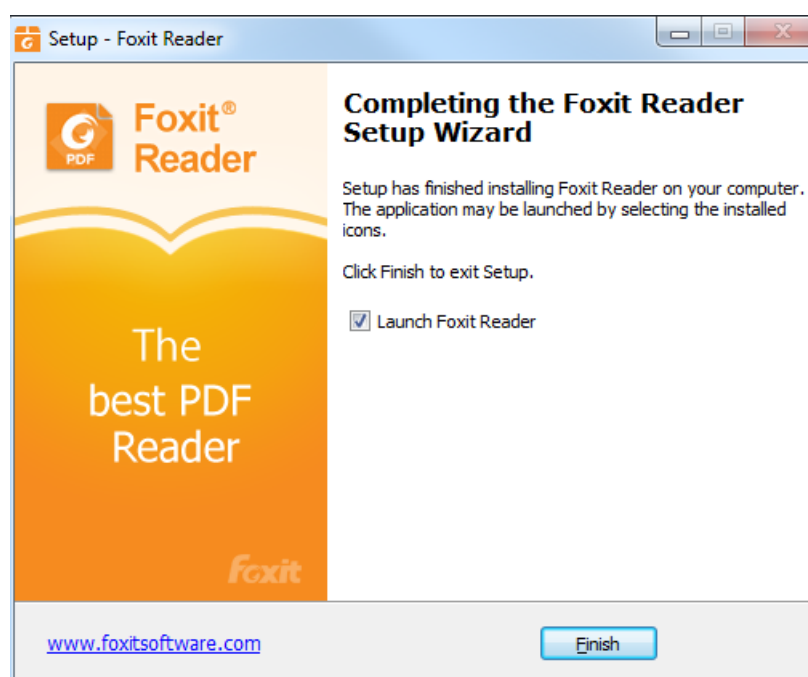 Setup - Foxit Reader
Foxit®
Reader
PDF
The
best PDF
Reader
Foxit
Completing the Foxit Reader
Setup Wizard
Setup has finished installing Foxit Reader on your computer.
The application may be launched by selecting the installed
icons.
Click Finish to exit Setup.
Launch Foxit Reader
www.foxitsoftware.com
Finish